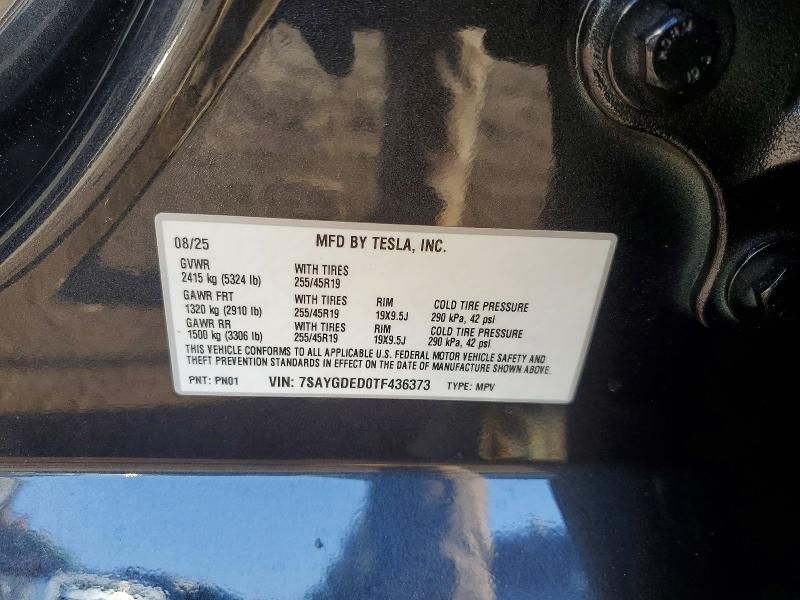 08/25 MFD BY TESLA, INC.
GVWR
2415 kg (5324 lb) WITH TIRES 255/45R19
GAWR FRT
1320 kg (2910 lb) WITH TIRES 255/45R19 RIM 19X9.5J COLD TIRE PRESSURE 290 kPa, 42 psi
GAWR RR
1500 kg (3306 lb) WITH TIRES 255/45R19 RIM 19X9.5J COLD TIRE PRESSURE 290 kPa, 42 psi
THIS VEHICLE CONFORMS TO ALL APPLICABLE U.S. FEDERAL MOTOR VEHICLE SAFETY AND
THEFT PREVENTION STANDARDS IN EFFECT ON THE DATE OF MANUFACTURE SHOWN ABOVE.
PNT: PN01 VIN: 7SAYGDED0TF436373 TYPE: MPV